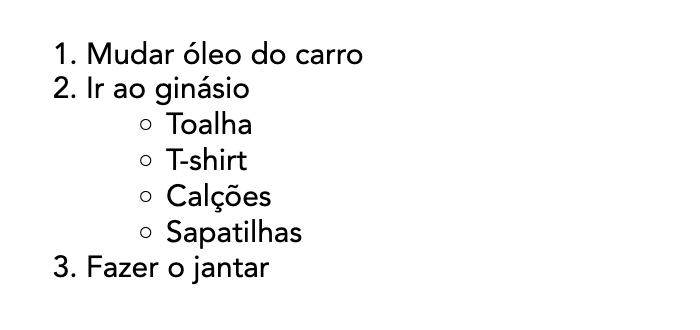 1. Mudar óleo do carro
2. Ir ao ginásio
○ Toalha
○ T-shirt
○ Calções
○ Sapatilhas
3. Fazer o jantar